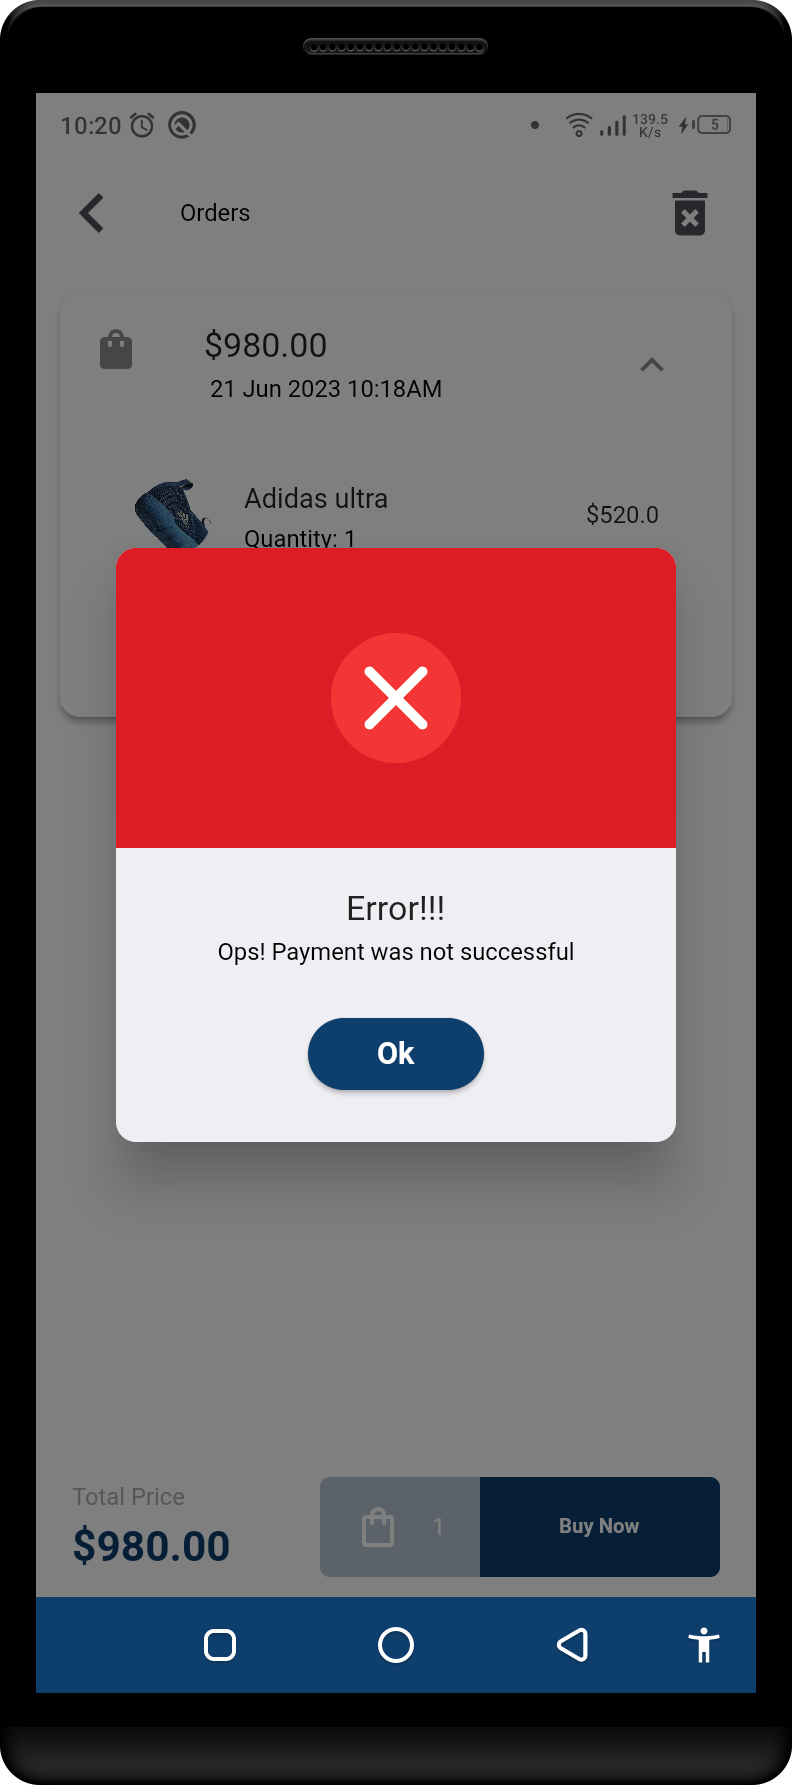 10:20
139.5
K/s
5
Orders
$980.00
21 Jun 2023 10:18AM
Adidas ultra
$520.0
Quantity: 1
Error!!!
Ops! Payment was not successful
Ok
Total Price
$980.00
1
Buy Now